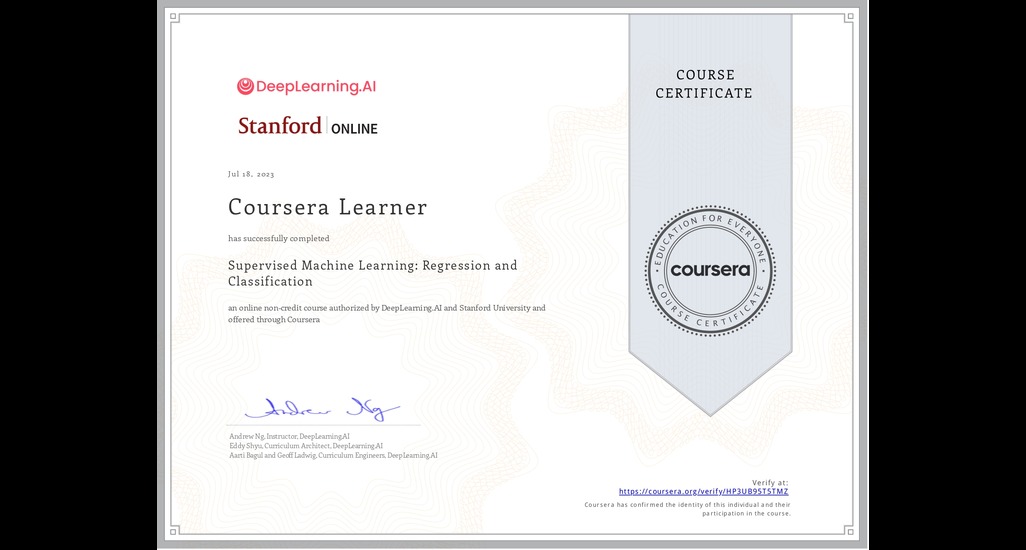 DeepLearning.AI
Stanford | ONLINE
Jul 18, 2023
Coursera Learner
has successfully completed
Supervised Machine Learning: Regression and
Classification
an online non-credit course authorized by DeepLearning.AI and Stanford University and
offered through Coursera
Andrew Ng
Andrew Ng, Instructor, DeepLearning.AI
Eddy Shyu, Curriculum Architect, DeepLearning.AI
Aarti Bagul and Geoff Ladwig, Curriculum Engineers, DeepLearning.AI
COURSE
CERTIFICATE
EDUCATION FOR EVERYONE
coursera
COURSE CERTIFICATE
Verify at:
https://coursera.org/verify/HP3UB9STSTMZ
Coursera has confirmed the identity of this individual and their
participation in the course.